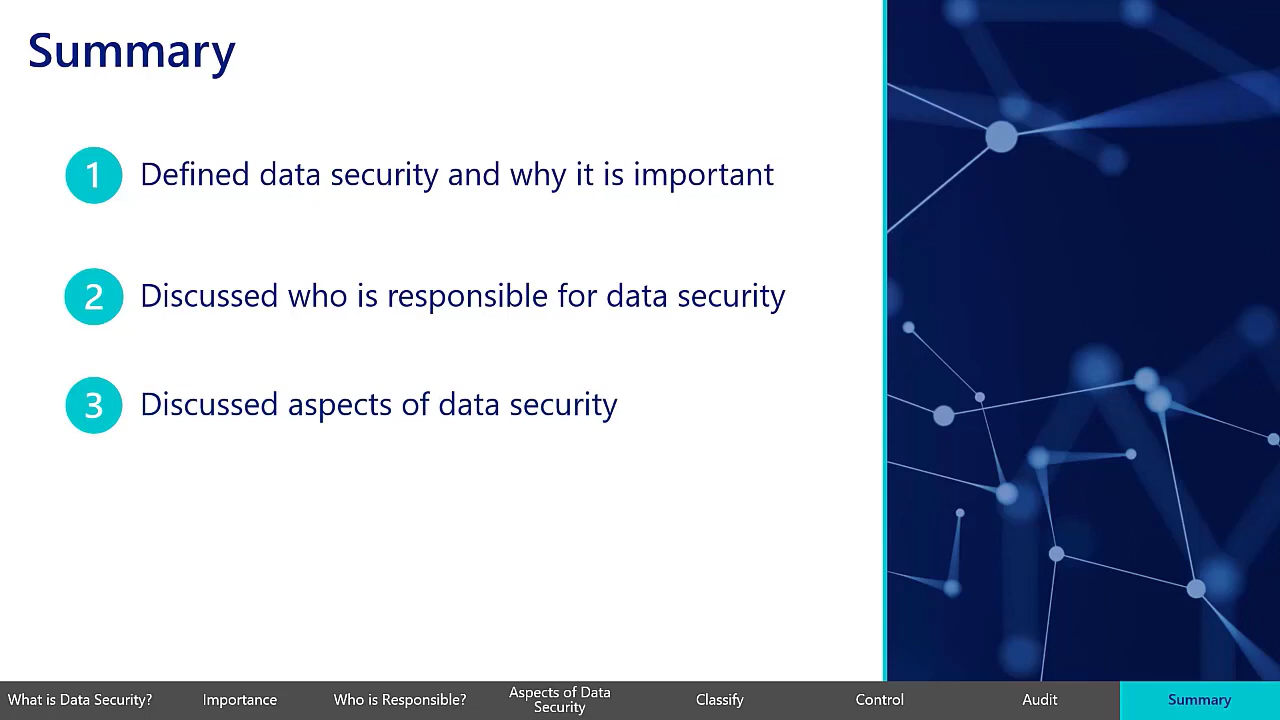 Summary
1 Defined data security and why it is important
2 Discussed who is responsible for data security
3 Discussed aspects of data security
What is Data Security?
Importance
Who is Responsible?
Aspects of Data
Security
Classify
Control
Audit
Summary